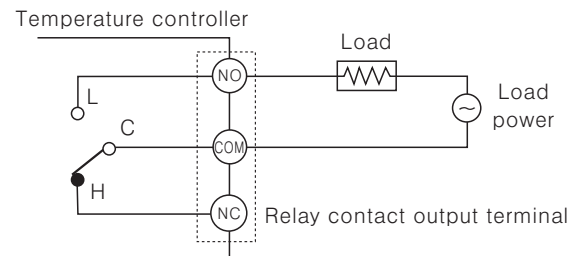 Temperature controller
Load
NO
L
Load
power
C
COM
H
NC
Relay contact output terminal